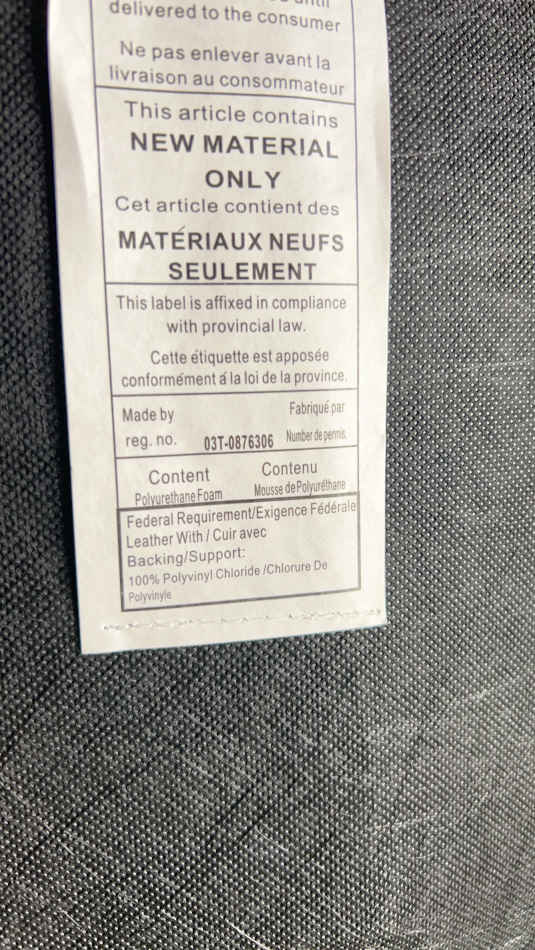 delivered to the consumer
Ne pas enlever avant la
livraison au consommateur
This article contains
NEW MATERIAL
ONLY
Cet article contient des
MATÉRIAUX NEUFS
SEULEMENT
This label is affixed in compliance
with provincial law.
Cette étiquette est apposée
conformément á la loi de la province.
Made by Fabriqué par
reg. no. 03T-0876306 Number de permis.
Content Contenu
Polyurethane Foam Mousse de Polyuréthane
Federal Requirement/Exigence Fédérale
Leather With / Cuir avec
Backing/Support:
100% Polyvinyl Chloride /Chlorure De
Polyvinyle